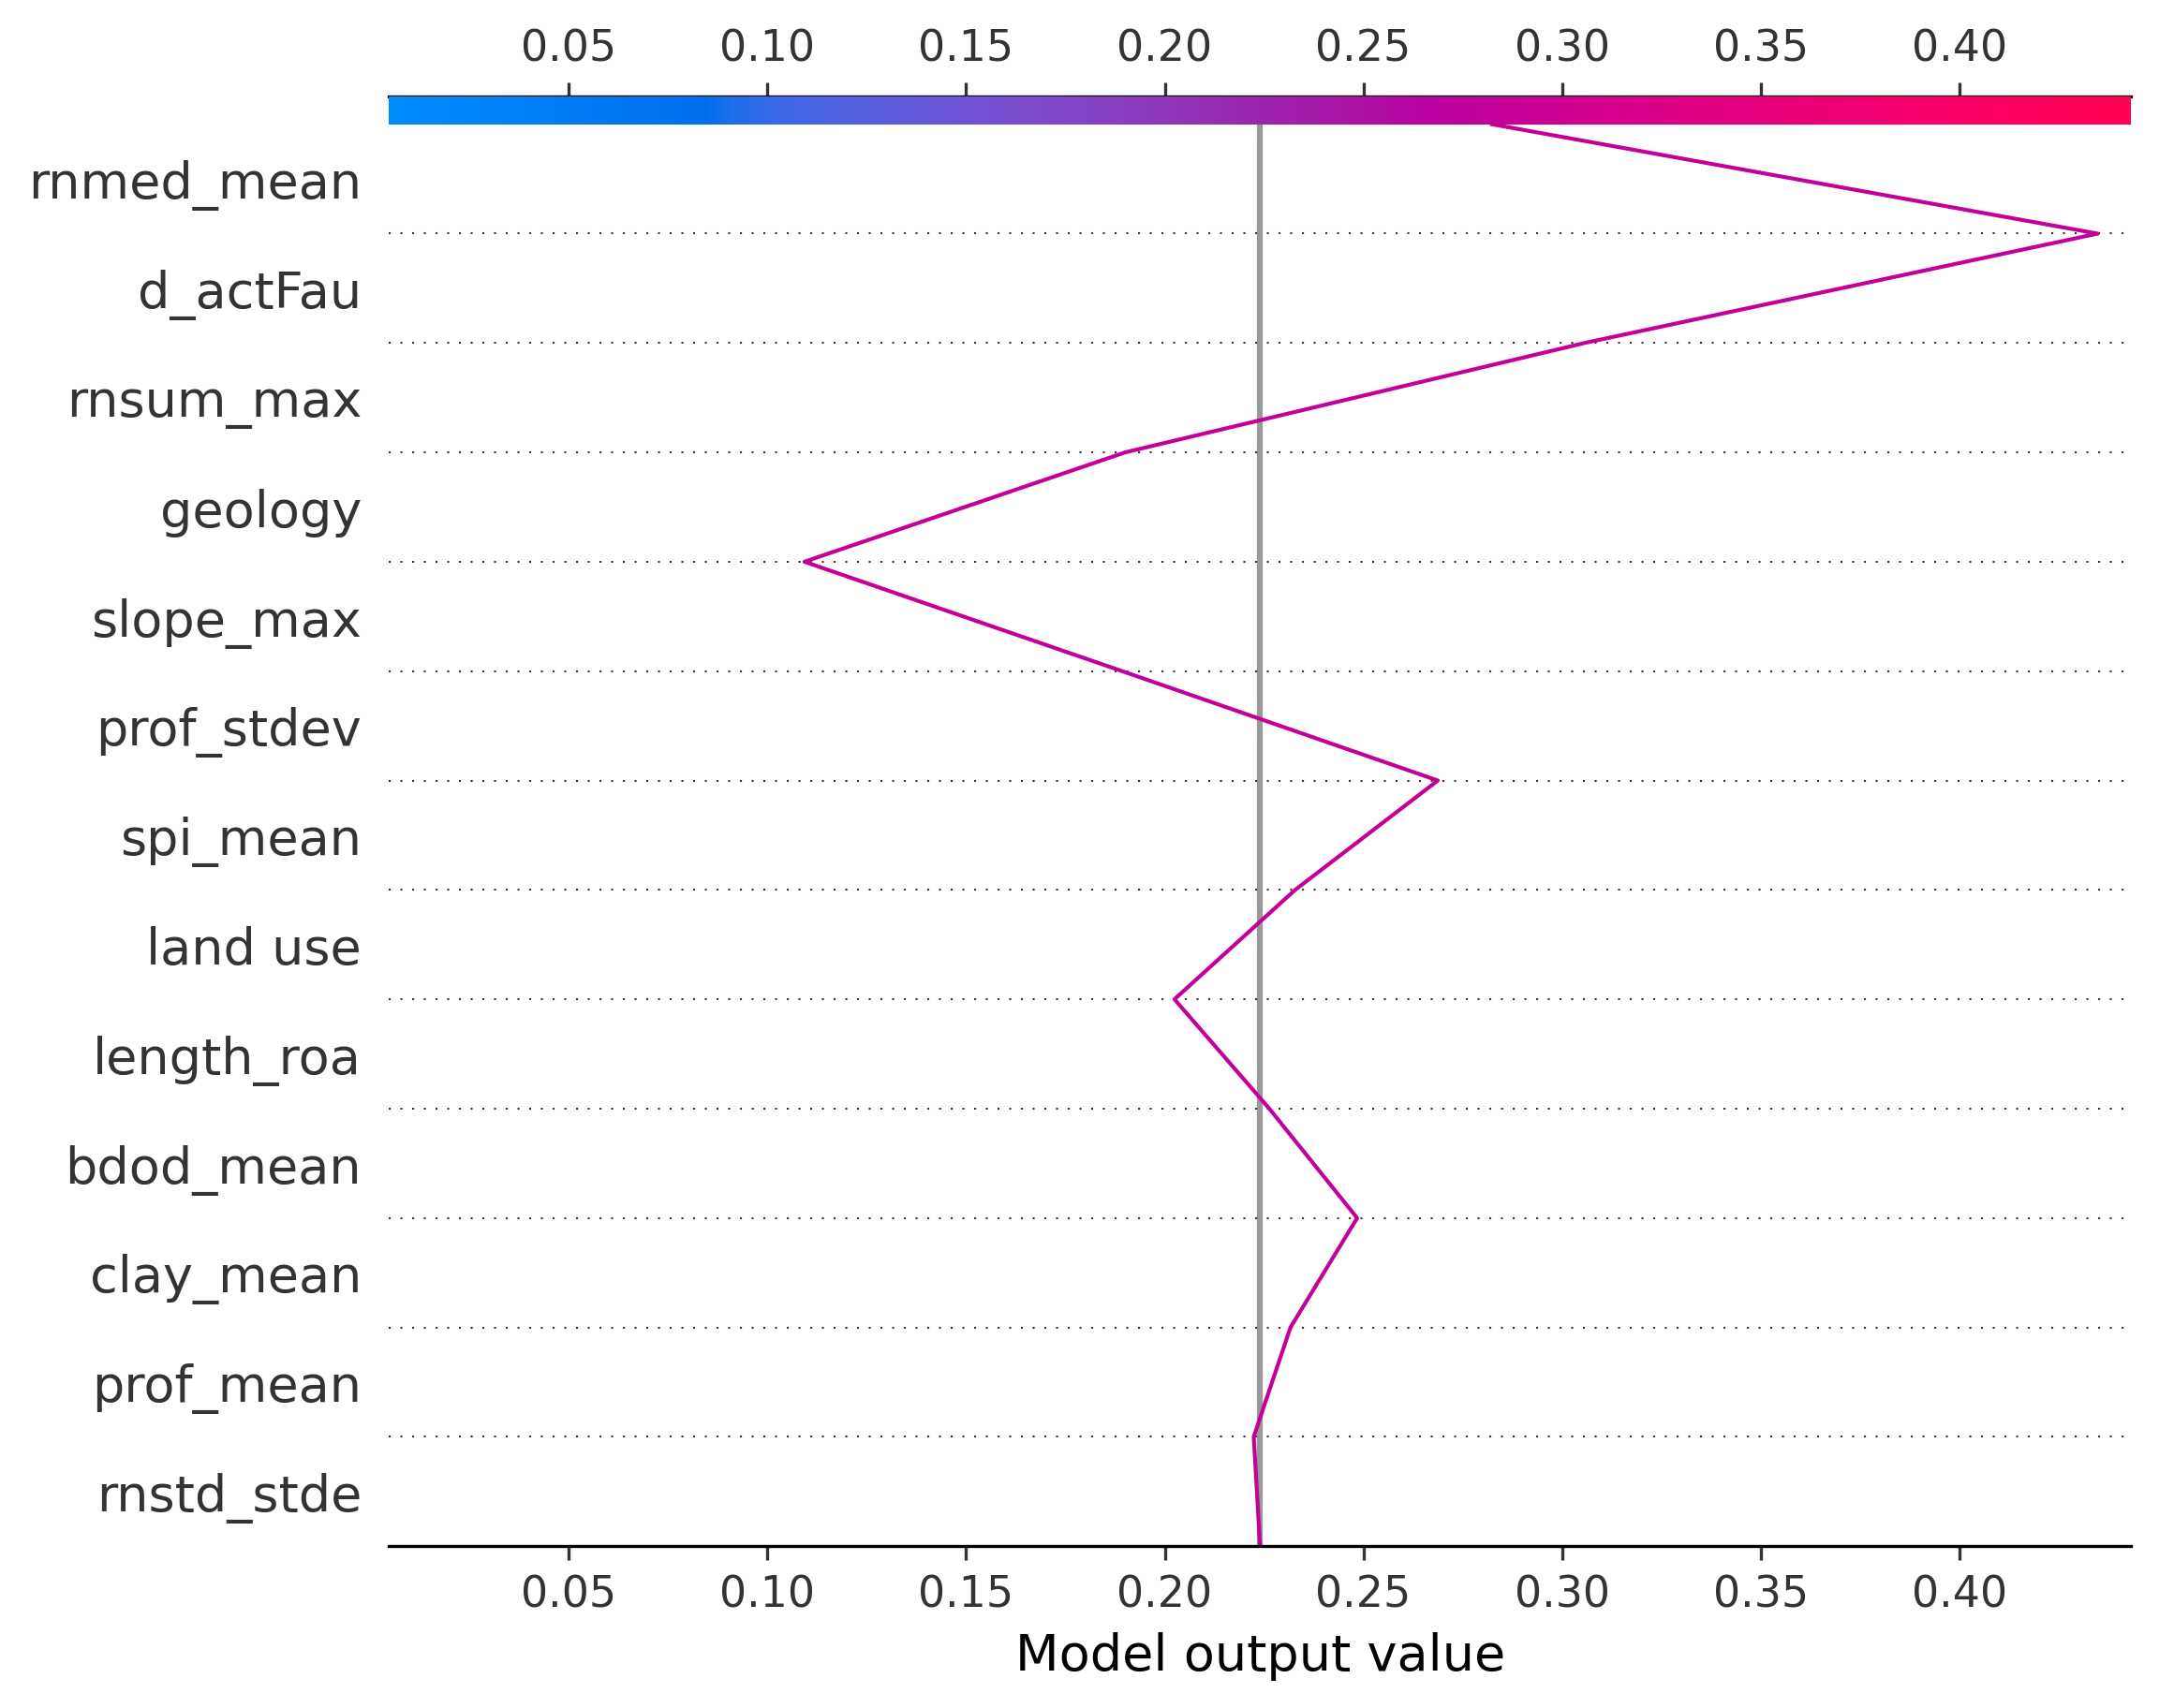 0.05 0.10 0.15 0.20 0.25 0.30 0.35 0.40
rnmed_mean
d_actFau
rnsum_max
geology
slope_max
prof_stdev
spi_mean
land use
length_roa
bdod_mean
clay_mean
prof_mean
rnstd_stde
0.05 0.10 0.15 0.20 0.25 0.30 0.35 0.40
Model output value